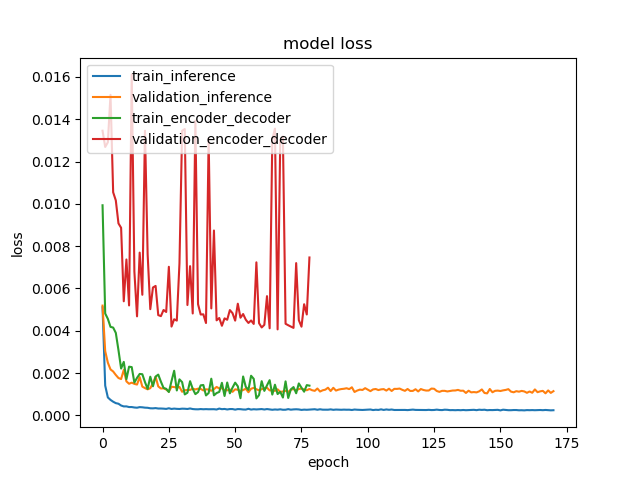 model loss
train_inference
validation_inference
train_encoder_decoder
validation_encoder_decoder
0.016
0.014
0.012
0.010
0.008
0.006
0.004
0.002
0.000
loss
0 25 50 75 100 125 150 175
epoch